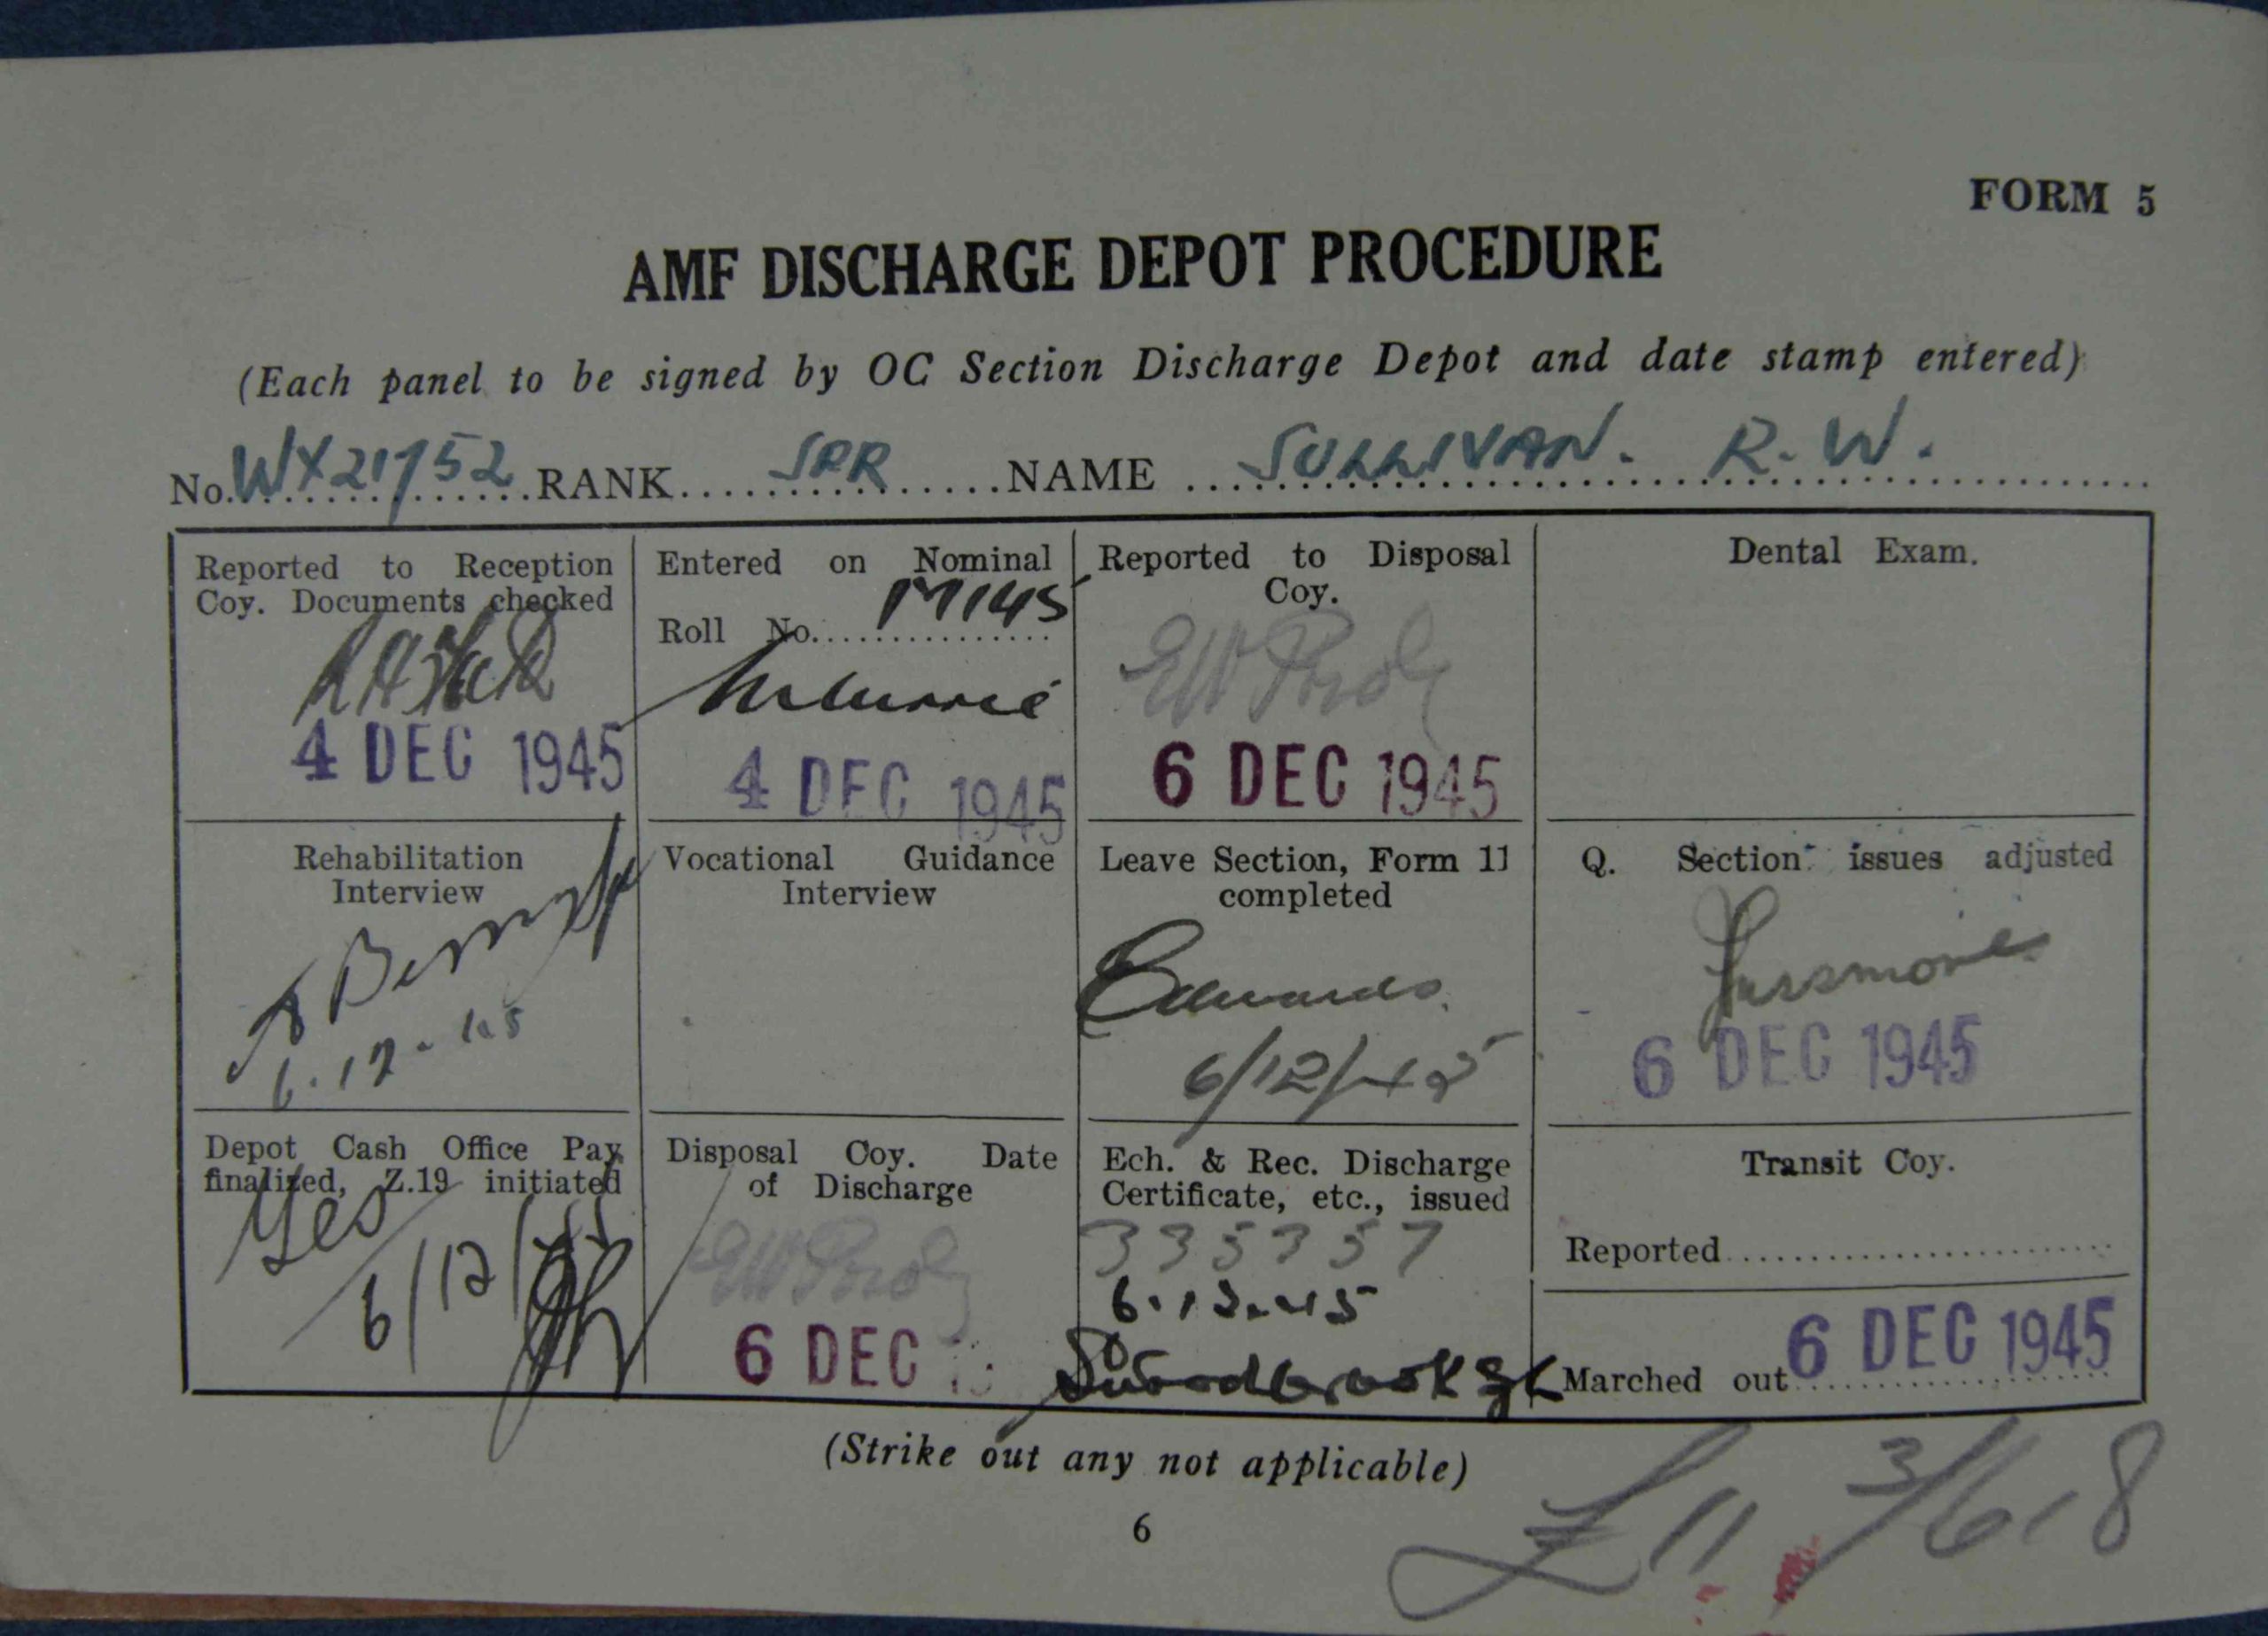 FORM 5
AMF DISCHARGE DEPOT PROCEDURE
(Each panel to be signed by OC Section Discharge Depot and date stamp entered)
No. WX21752 RANK SPR NAME SULLIVAN. R. W.
Reported to Reception
Coy. Documents checked
4 DEC 1945
Entered on Nominal
Roll No. M145
4 DEC 1945
Reported to Disposal
Coy.
6 DEC 1945
Dental Exam.
Rehabilitation
Interview
6.12.45
Vocational Guidance
Interview
Leave Section, Form 11
completed
Edwards.
6/12/45
Q. Section issues adjusted
6 DEC 1945
Depot Cash Office Pay
finalized, Z.19 initiated
Yes
6/12/45
Disposal Coy. Date
of Discharge
6 DEC
Ech. & Rec. Discharge
Certificate, etc., issued
335357
6.12.45
Transit Coy.
Reported
Marched out 6 DEC 1945
(Strike out any not applicable)
6